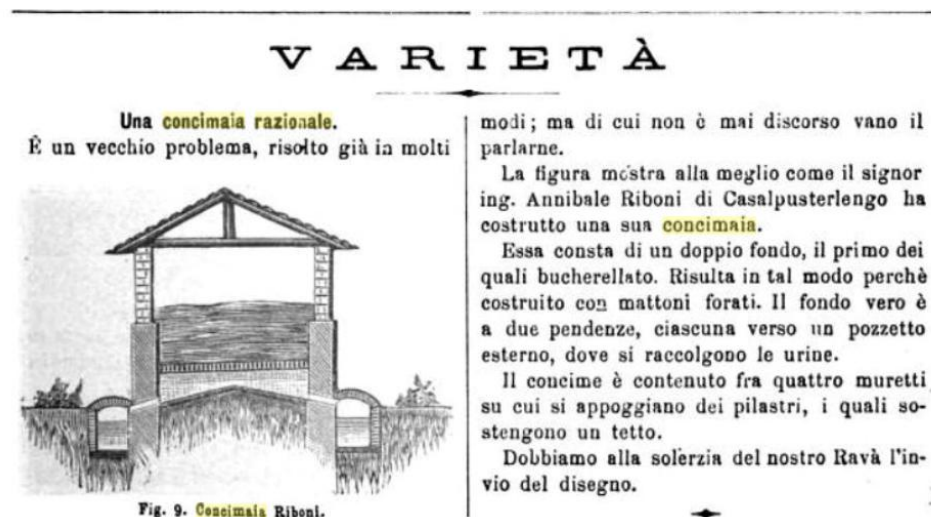 VARIETÀ
Una concimaia razionale.
È un vecchio problema, risolto già in molti
Fig. 9. Concimaia Riboni.
modi; ma di cui non è mai discorso vano il
parlarne.
La figura mostra alla meglio come il signor
ing. Annibale Riboni di Casalpusterlengo ha
costrutto una sua concimaia.
Essa consta di un doppio fondo, il primo dei
quali bucherellato. Risulta in tal modo perchè
costruito con mattoni forati. Il fondo vero è
a due pendenze, ciascuna verso un pozzetto
esterno, dove si raccolgono le urine.
Il concime è contenuto fra quattro muretti
su cui si appoggiano dei pilastri, i quali so-
stengono un tetto.
Dobbiamo alla solerzia del nostro Ravà l'in-
vio del disegno.